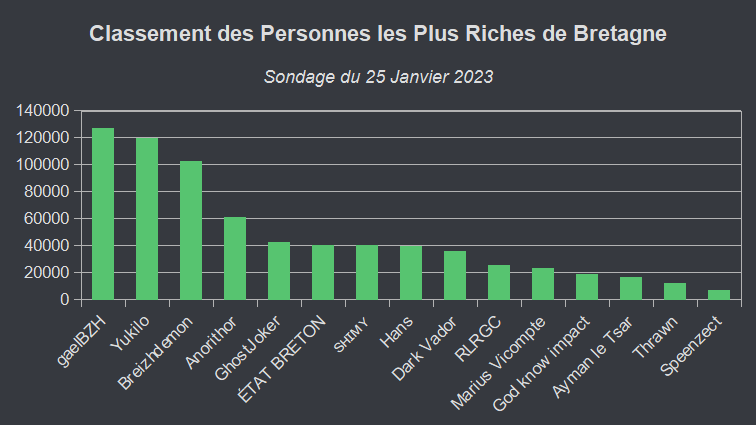 Classement des Personnes les Plus Riches de Bretagne
Sondage du 25 Janvier 2023
140000
120000
100000
80000
60000
40000
20000
0
gaelBZH
Yukilo
Breizhdemon
Anorithor
GhostJoker
ÉTAT BRETON
SHIMY
Hans
Dark Vador
RLRGC
Marius Vicompte
God know impact
Ayman le Tsar
Thrawn
Speenzect